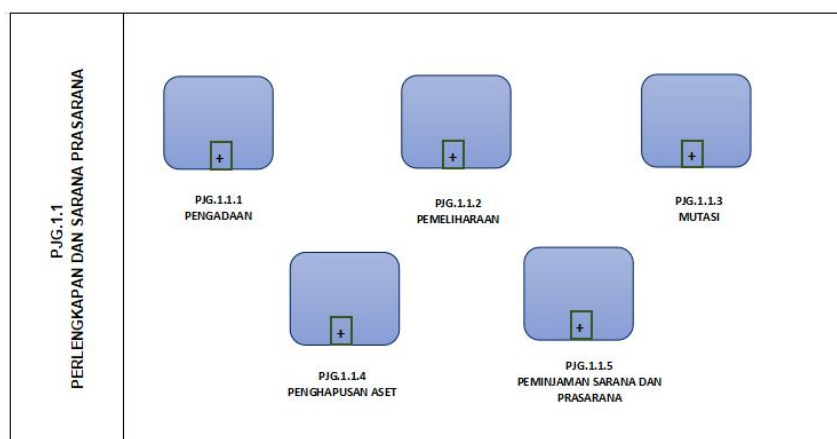 PJG.1.1
PERLENGKAPAN DAN SARANA PRASARANA
+
PJG.1.1.1
PENGADAAN
+
PJG.1.1.2
PEMELIHARAAN
+
PJG.1.1.3
MUTASI
+
PJG.1.1.4
PENGHAPUSAN ASET
+
PJG.1.1.5
PEMINJAMAN SARANA DAN
PRASARANA